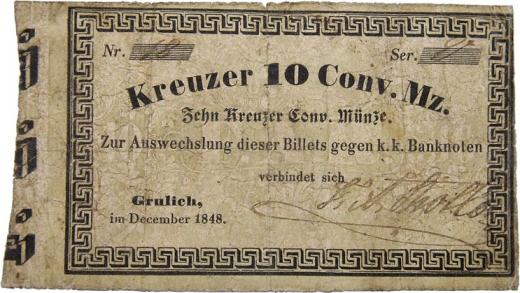 Nr. Ser.
Kreuzer 10 Conv. Mz.
Zehn Kreuzer Conv. Münze.
Zur Auswechslung dieser Billets gegen k. k. Banknoten
verbindet sich
Grulich,
im December 1848.